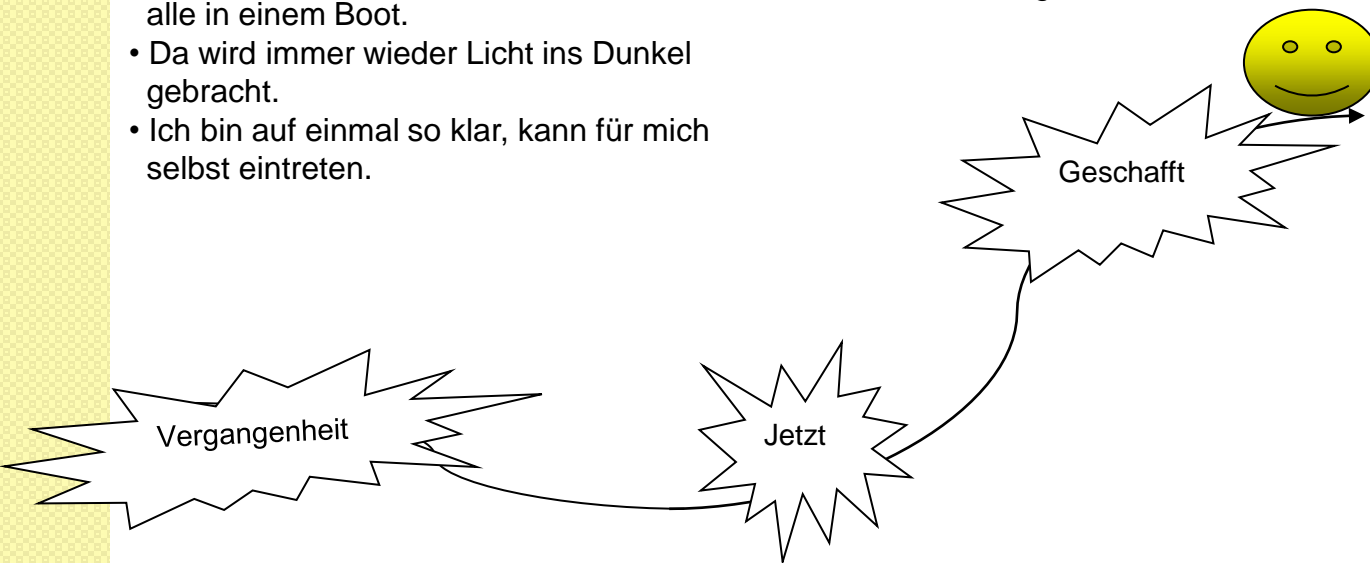 alle in einem Boot.
• Da wird immer wieder Licht ins Dunkel
gebracht.
• Ich bin auf einmal so klar, kann für mich
selbst eintreten.
Geschafft
Vergangenheit
Jetzt